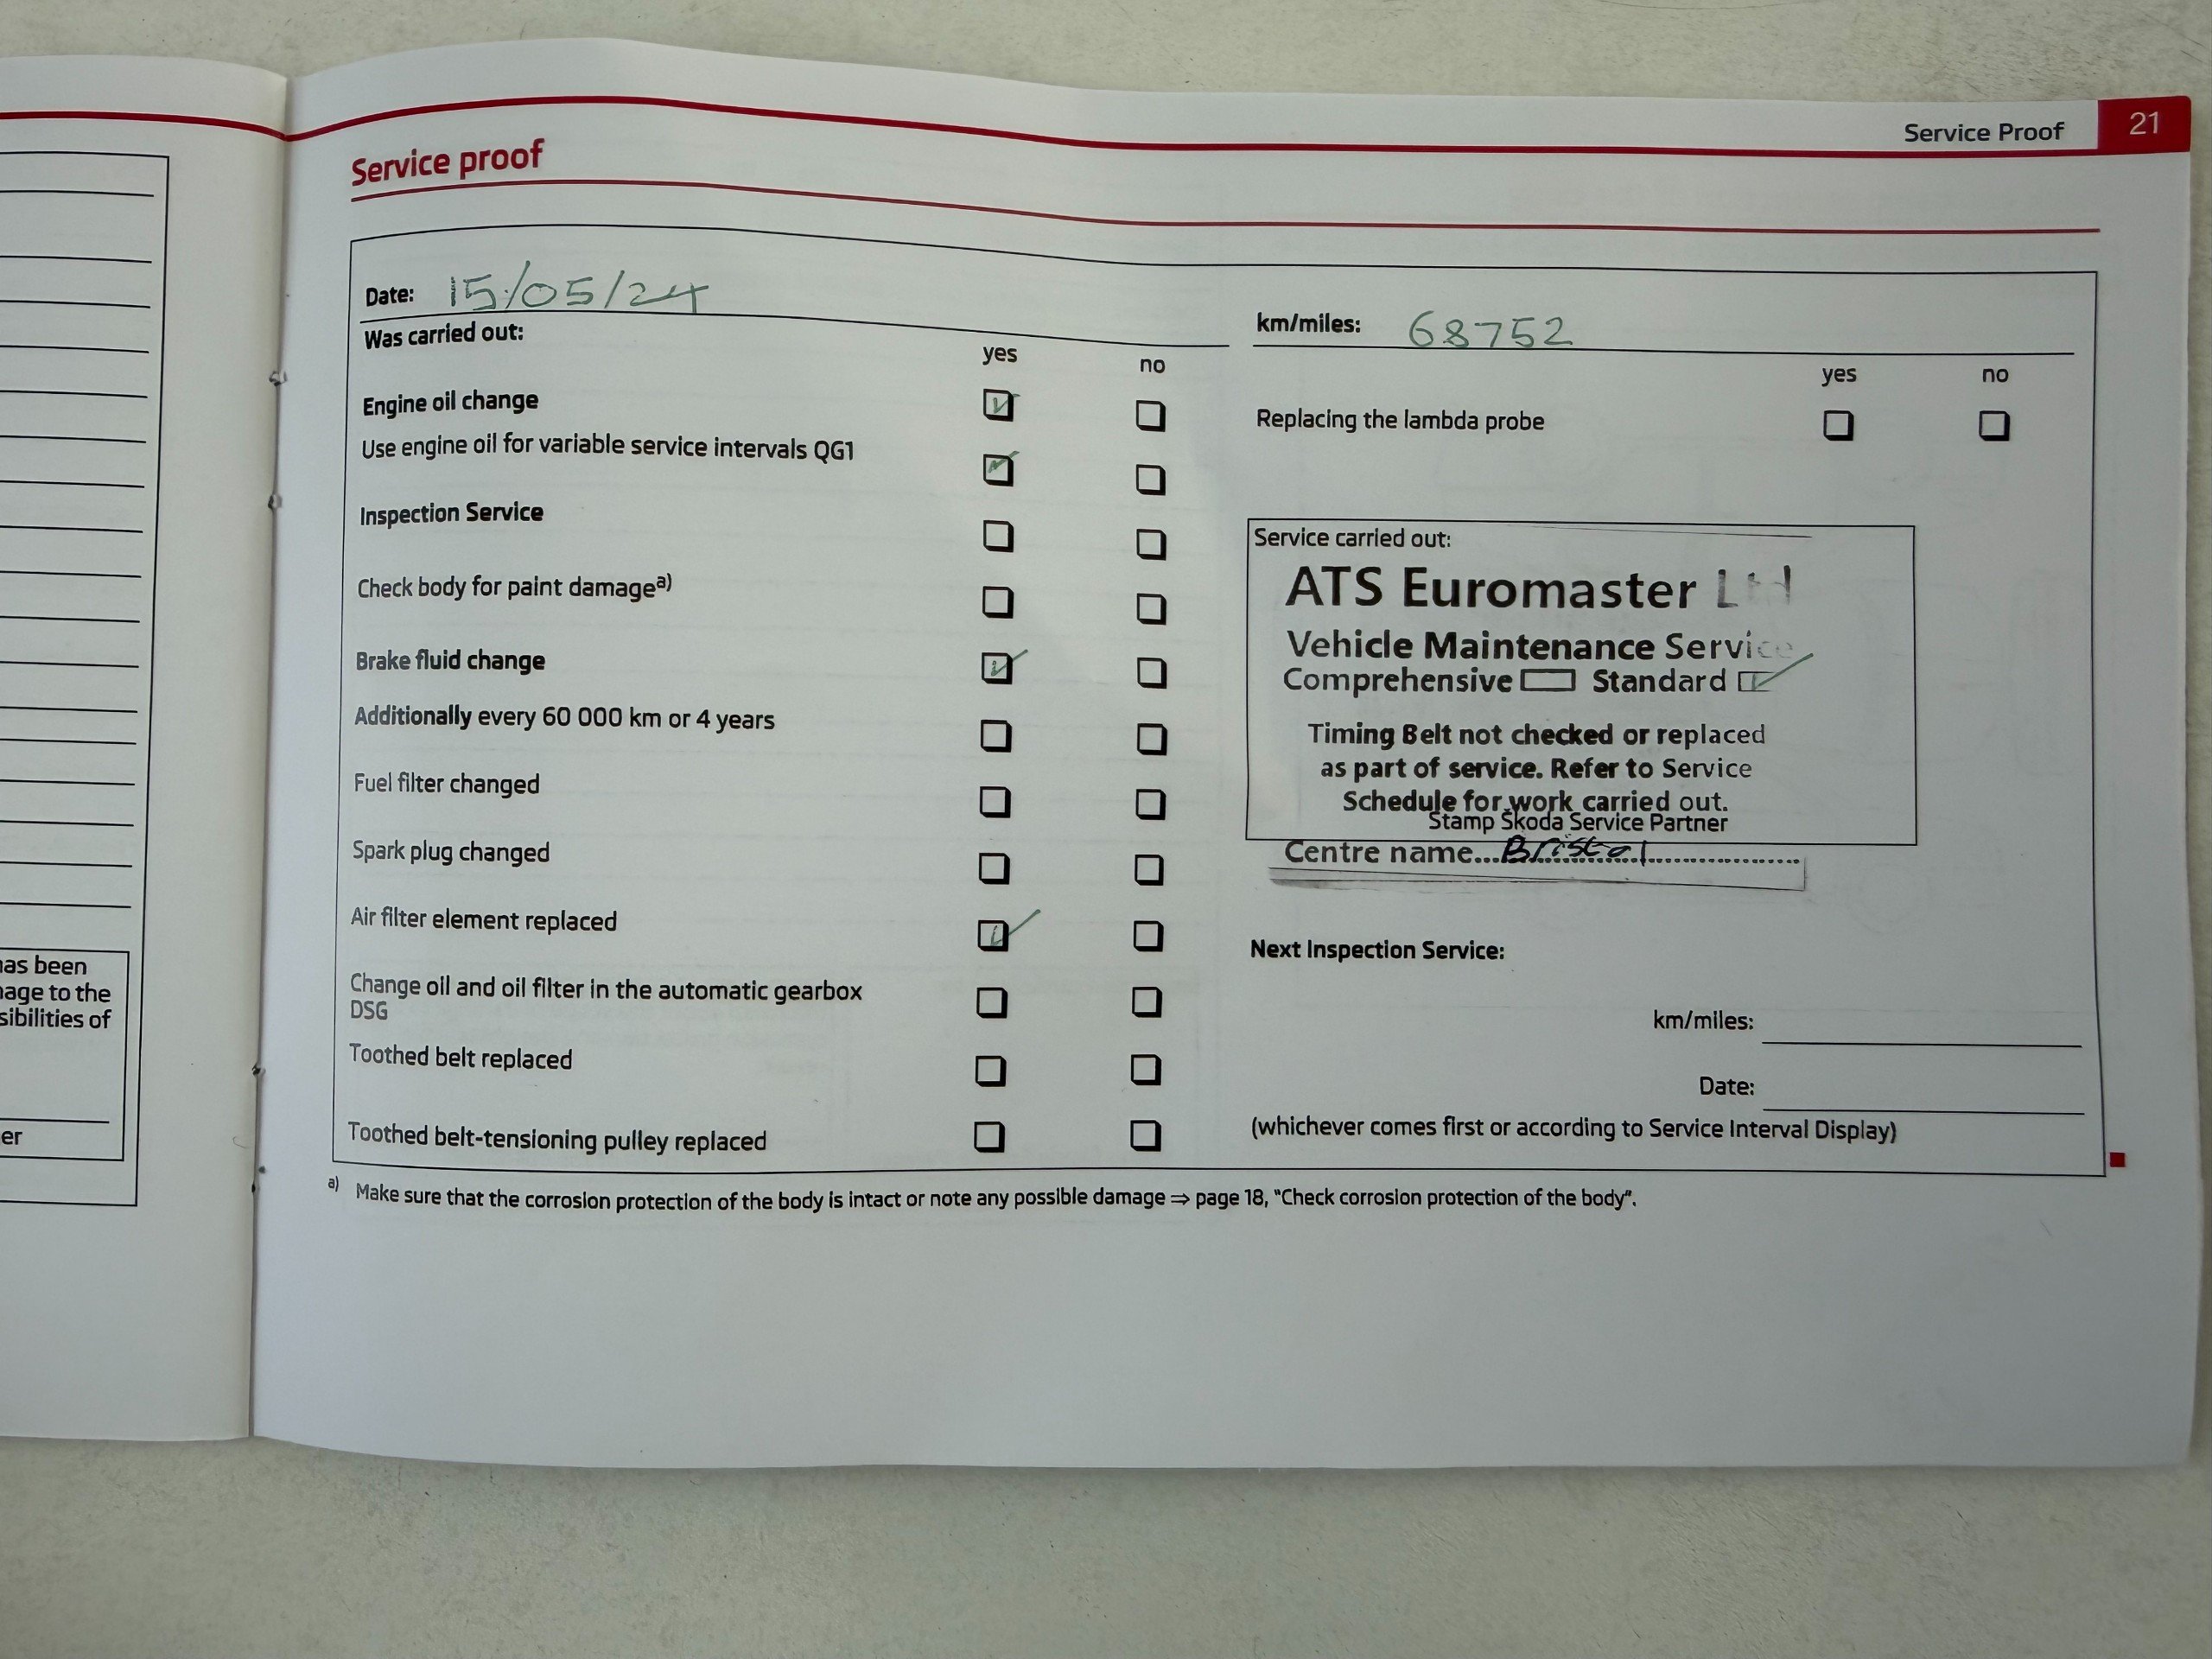 Service Proof 21
Service proof
Date: 15/05/24
Was carried out:
yes no
Engine oil change
Use engine oil for variable service intervals QG1
Inspection Service
Check body for paint damagea)
Brake fluid change
Additionally every 60 000 km or 4 years
Fuel filter changed
Spark plug changed
Air filter element replaced
Change oil and oil filter in the automatic gearbox
DSG
Toothed belt replaced
Toothed belt-tensioning pulley replaced
km/miles: 68752
yes no
Replacing the lambda probe
Service carried out:
ATS Euromaster Ltd
Vehicle Maintenance Service
Comprehensive Standard
Timing Belt not checked or replaced
as part of service. Refer to Service
Schedule for work carried out.
Stamp Škoda Service Partner
Centre name...Bristol
Next Inspection Service:
km/miles:
Date:
(whichever comes first or according to Service Interval Display)
a) Make sure that the corrosion protection of the body is intact or note any possible damage ⇒ page 18, "Check corrosion protection of the body".
has been
sibilities of
er